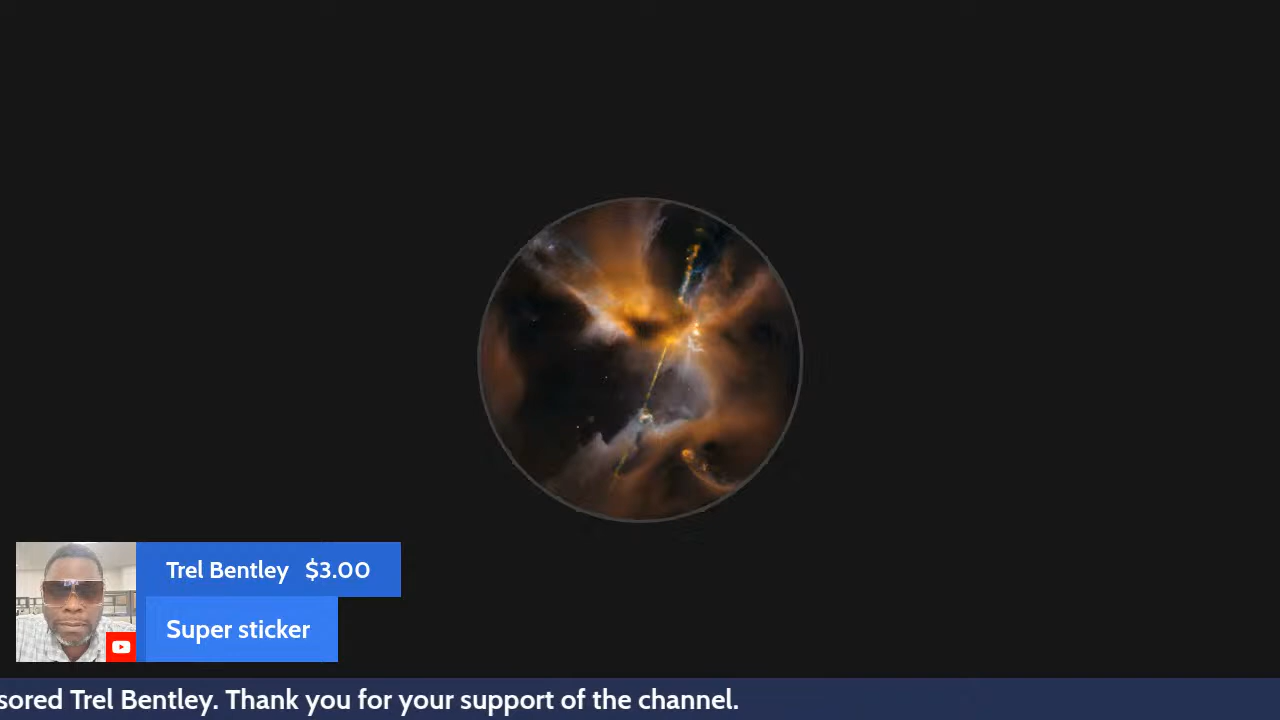 Trel Bentley $3.00
Super sticker
sored Trel Bentley. Thank you for your support of the channel.